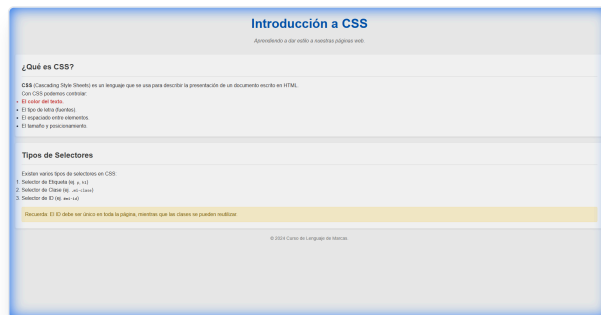 Introducción a CSS
Aprendiendo a dar estilo a nuestras páginas web.
¿Qué es CSS?
CSS (Cascading Style Sheets) es un lenguaje que se usa para describir la presentación de un documento escrito en HTML.
Con CSS podemos controlar:
• El color del texto.
• El tipo de letra (fuentes).
• El espaciado entre elementos.
• El tamaño y posicionamiento.
Tipos de Selectores
Existen varios tipos de selectores en CSS:
1. Selector de Etiqueta (ej. p, h1)
2. Selector de Clase (ej. .mi-clase)
3. Selector de ID (ej. #mi-id)
Recuerda: El ID debe ser único en toda la página, mientras que las clases se pueden reutilizar.
© 2024 Curso de Lenguaje de Marcas